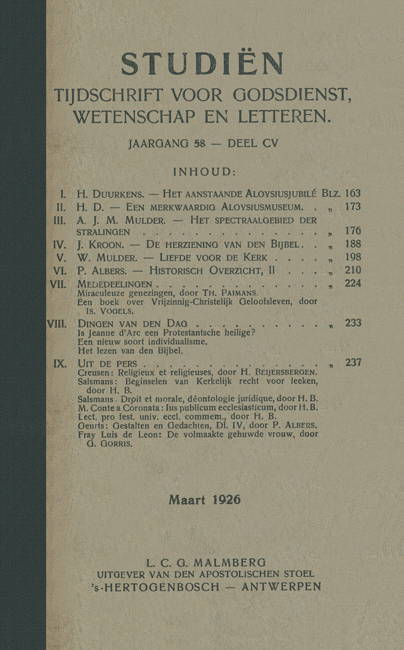 STUDIËN
TIJDSCHRIFT VOOR GODSDIENST,
WETENSCHAP EN LETTEREN.
JAARGANG 58 — DEEL CV
INHOUD:
I. H. DUURKENS. — HET AANSTAANDE ALOYSIUSJUBILÉ BLZ. 163
II. H. D. — EEN MERKWAARDIG ALOYSIUSMUSEUM. . „ 173
III. A. J. M. MULDER. — HET SPECTRAALGEBIED DER
STRALINGEN . . . . . . . . . . . . . . „ 176
IV. J. KROON. — DE HERZIENING VAN DEN BIJBEL. . „ 188
V. W. MULDER. — LIEFDE VOOR DE KERK . . . . „ 198
VI. P. ALBERS. — HISTORISCH OVERZICHT, II . . . . „ 210
VII. MEDEDEELINGEN . . . . . . . . . . . . . „ 224
Miraculeuze genezingen, door TH. PAIMANS.
Een boek over Vrijzinnig-Christelijk Geloofsleven, door
IS. VOGELS.
VIII. DINGEN VAN DEN DAG . . . . . . . . . . „ 233
Is Jeanne d'Arc een Protestantsche heilige?
Een nieuw soort individualisme.
Het lezen van den Bijbel.
IX. UIT DE PERS . . . . . . . . . . . . . . „ 237
Creusen: Religieux et religieuses, door H. BEIJERSBERGEN.
Salsmans: Beginselen van Kerkelijk recht voor leeken,
door H. B.
Salsmans. Droit et morale, déontologie juridique, door H. B.
M. Conte a Coronata: Ius publicum ecclesiasticum, door H. B.
Lect. pro fest. univ. eccl. commem., door H. B.
Geurts: Gestalten en Gedachten, Dl. IV, door P. ALBERS.
Fray Luis de Leon: De volmaakte gehuwde vrouw, door
G. GORRIS.
Maart 1926
L. C. G. MALMBERG
UITGEVER VAN DEN APOSTOLISCHEN STOEL
'S-HERTOGENBOSCH — ANTWERPEN